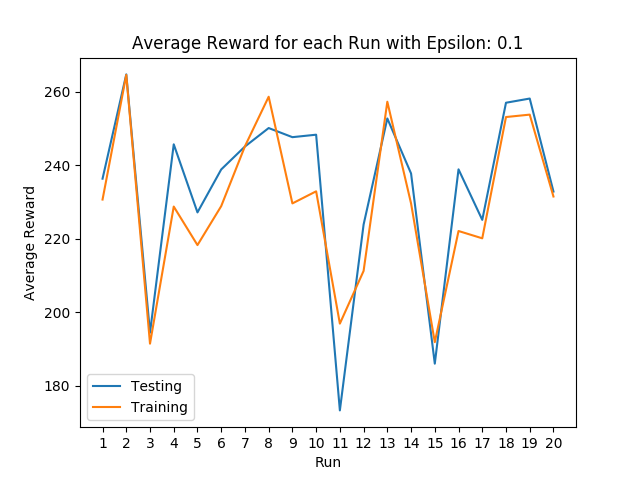 Average Reward for each Run with Epsilon: 0.1
Average Reward
260
240
220
200
180
Testing
Training
1 2 3 4 5 6 7 8 9 10 11 12 13 14 15 16 17 18 19 20
Run